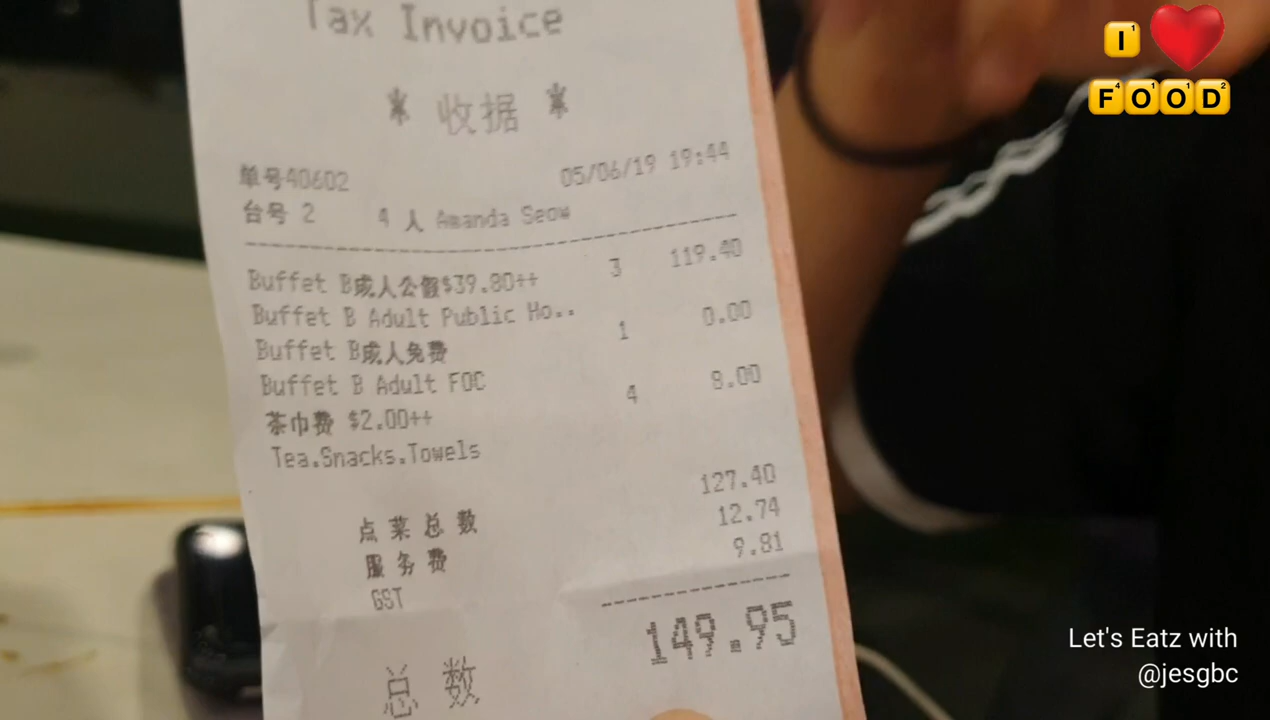 Tax Invoice
* 收据 *
单号40602 05/06/19 19:44
台号 2 4 人 Amanda Seow
Buffet B成人公假$39.80++ 3 119.40
Buffet B Adult Public Ho..
Buffet B成人免费 1 0.00
Buffet B Adult FOC
茶巾费 $2.00++ 4 8.00
Tea.Snacks.Towels
点菜总数 127.40
服务费 12.74
GST 9.81
总数 149.95
I ❤ FOOD
Let's Eatz with
@jesgbc